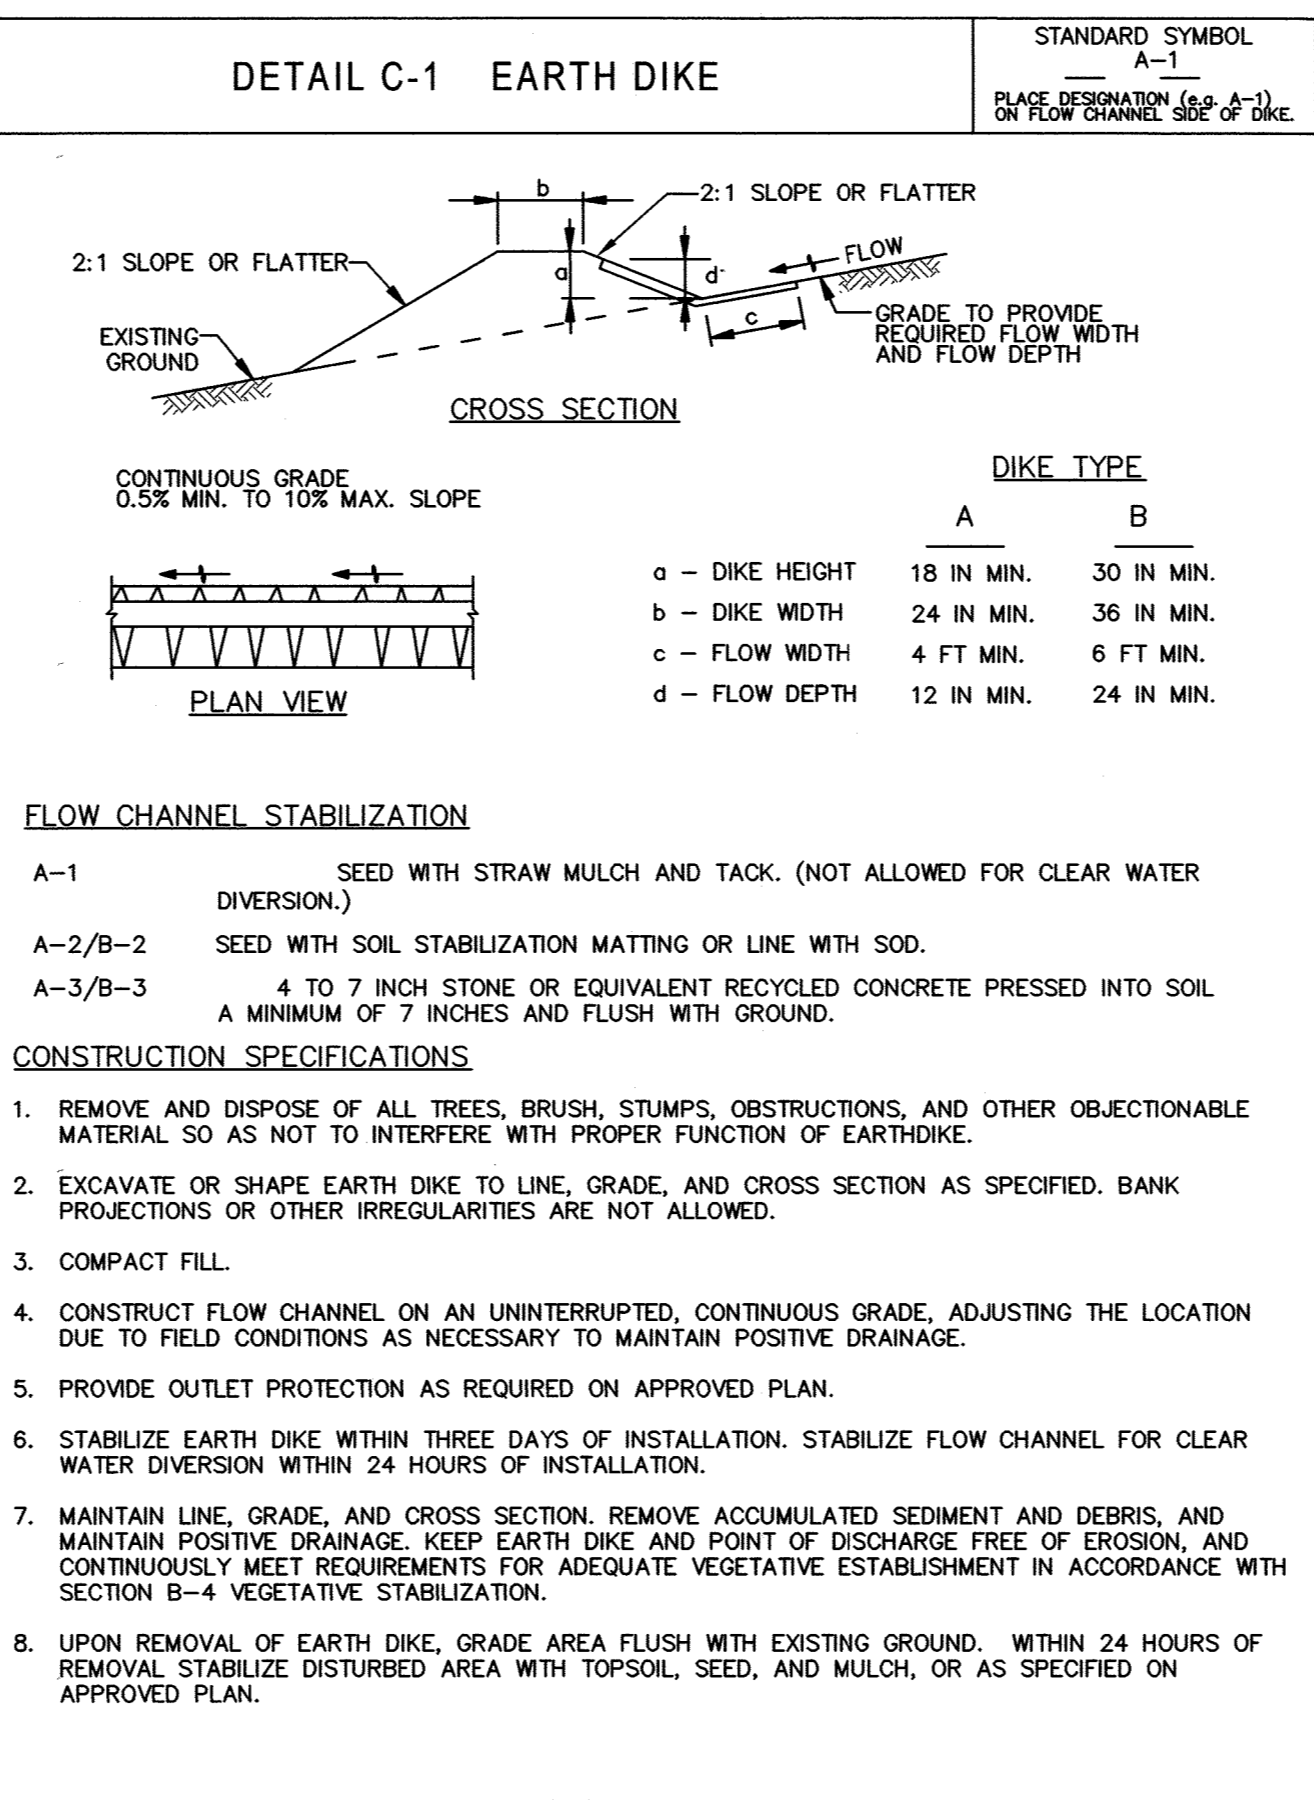 DETAIL C-1 EARTH DIKE
STANDARD SYMBOL
A-1
PLACE DESIGNATION (e.g. A-1)
ON FLOW CHANNEL SIDE OF DIKE.
b
2:1 SLOPE OR FLATTER
2:1 SLOPE OR FLATTER
a
d
FLOW
c
EXISTING
GROUND
GRADE TO PROVIDE
REQUIRED FLOW WIDTH
AND FLOW DEPTH
CROSS SECTION
CONTINUOUS GRADE
0.5% MIN. TO 10% MAX. SLOPE
PLAN VIEW
DIKE TYPE
A B
a - DIKE HEIGHT 18 IN MIN. 30 IN MIN.
b - DIKE WIDTH 24 IN MIN. 36 IN MIN.
c - FLOW WIDTH 4 FT MIN. 6 FT MIN.
d - FLOW DEPTH 12 IN MIN. 24 IN MIN.
FLOW CHANNEL STABILIZATION
A-1 SEED WITH STRAW MULCH AND TACK. (NOT ALLOWED FOR CLEAR WATER
DIVERSION.)
A-2/B-2 SEED WITH SOIL STABILIZATION MATTING OR LINE WITH SOD.
A-3/B-3 4 TO 7 INCH STONE OR EQUIVALENT RECYCLED CONCRETE PRESSED INTO SOIL
A MINIMUM OF 7 INCHES AND FLUSH WITH GROUND.
CONSTRUCTION SPECIFICATIONS
1. REMOVE AND DISPOSE OF ALL TREES, BRUSH, STUMPS, OBSTRUCTIONS, AND OTHER OBJECTIONABLE
MATERIAL SO AS NOT TO INTERFERE WITH PROPER FUNCTION OF EARTHDIKE.
2. EXCAVATE OR SHAPE EARTH DIKE TO LINE, GRADE, AND CROSS SECTION AS SPECIFIED. BANK
PROJECTIONS OR OTHER IRREGULARITIES ARE NOT ALLOWED.
3. COMPACT FILL.
4. CONSTRUCT FLOW CHANNEL ON AN UNINTERRUPTED, CONTINUOUS GRADE, ADJUSTING THE LOCATION
DUE TO FIELD CONDITIONS AS NECESSARY TO MAINTAIN POSITIVE DRAINAGE.
5. PROVIDE OUTLET PROTECTION AS REQUIRED ON APPROVED PLAN.
6. STABILIZE EARTH DIKE WITHIN THREE DAYS OF INSTALLATION. STABILIZE FLOW CHANNEL FOR CLEAR
WATER DIVERSION WITHIN 24 HOURS OF INSTALLATION.
7. MAINTAIN LINE, GRADE, AND CROSS SECTION. REMOVE ACCUMULATED SEDIMENT AND DEBRIS, AND
MAINTAIN POSITIVE DRAINAGE. KEEP EARTH DIKE AND POINT OF DISCHARGE FREE OF EROSION, AND
CONTINUOUSLY MEET REQUIREMENTS FOR ADEQUATE VEGETATIVE ESTABLISHMENT IN ACCORDANCE WITH
SECTION B-4 VEGETATIVE STABILIZATION.
8. UPON REMOVAL OF EARTH DIKE, GRADE AREA FLUSH WITH EXISTING GROUND. WITHIN 24 HOURS OF
REMOVAL STABILIZE DISTURBED AREA WITH TOPSOIL, SEED, AND MULCH, OR AS SPECIFIED ON
APPROVED PLAN.